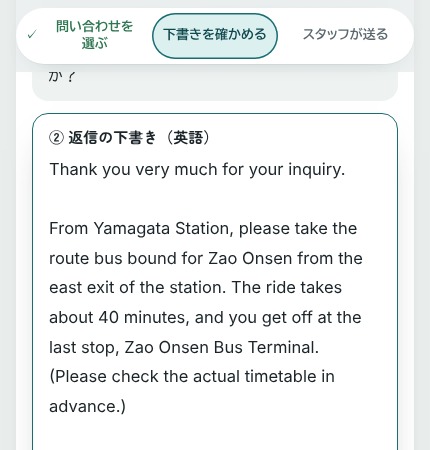 ✓ 問い合わせを
選ぶ
下書きを確かめる
スタッフが送る
か？
② 返信の下書き（英語）
Thank you very much for your inquiry.
From Yamagata Station, please take the
route bus bound for Zao Onsen from the
east exit of the station. The ride takes
about 40 minutes, and you get off at the
last stop, Zao Onsen Bus Terminal.
(Please check the actual timetable in
advance.)